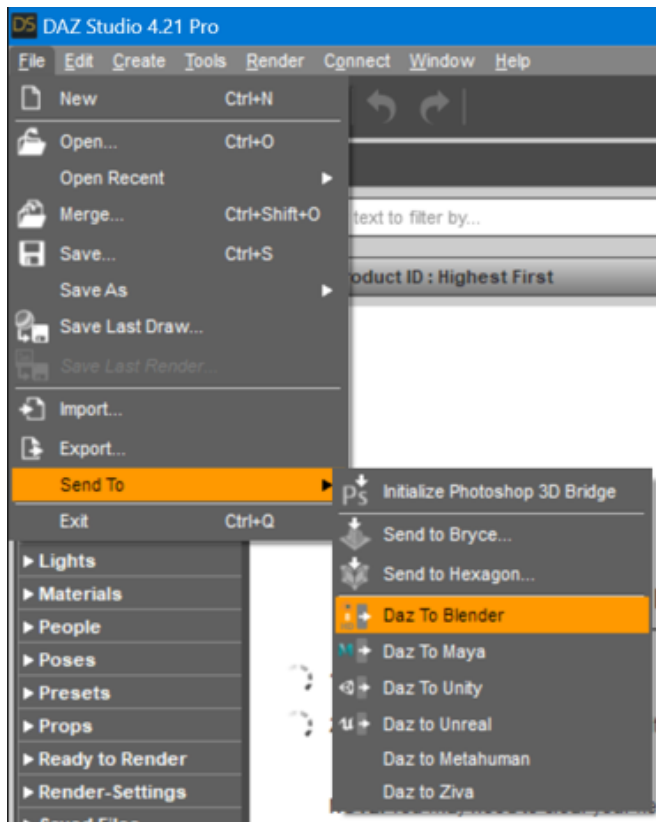 DS DAZ Studio 4.21 Pro
File Edit Create Tools Render Connect Window Help
New Ctrl+N
Open... Ctrl+O
Open Recent
Merge... Ctrl+Shift+O
text to filter by...
Save... Ctrl+S
oduct ID : Highest First
Save As
Save Last Draw...
Save Last Render...
Import...
Export...
Send To
Ps Initialize Photoshop 3D Bridge
Exit Ctrl+Q
Send to Bryce...
Lights
Send to Hexagon...
Materials
Daz To Blender
People
Daz To Maya
Poses
Daz To Unity
Presets
Daz to Unreal
Props
Daz to Metahuman
Ready to Render
Daz to Ziva
Render-Settings